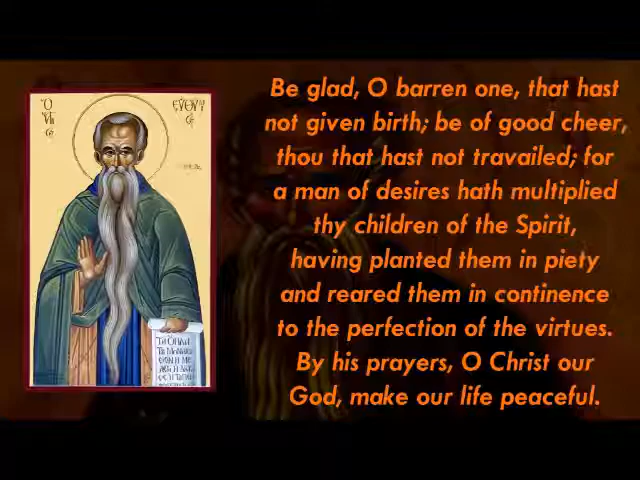 Be glad, O barren one, that hast
not given birth; be of good cheer,
thou that hast not travailed; for
a man of desires hath multiplied
thy children of the Spirit,
having planted them in piety
and reared them in continence
to the perfection of the virtues.
By his prayers, O Christ our
God, make our life peaceful.